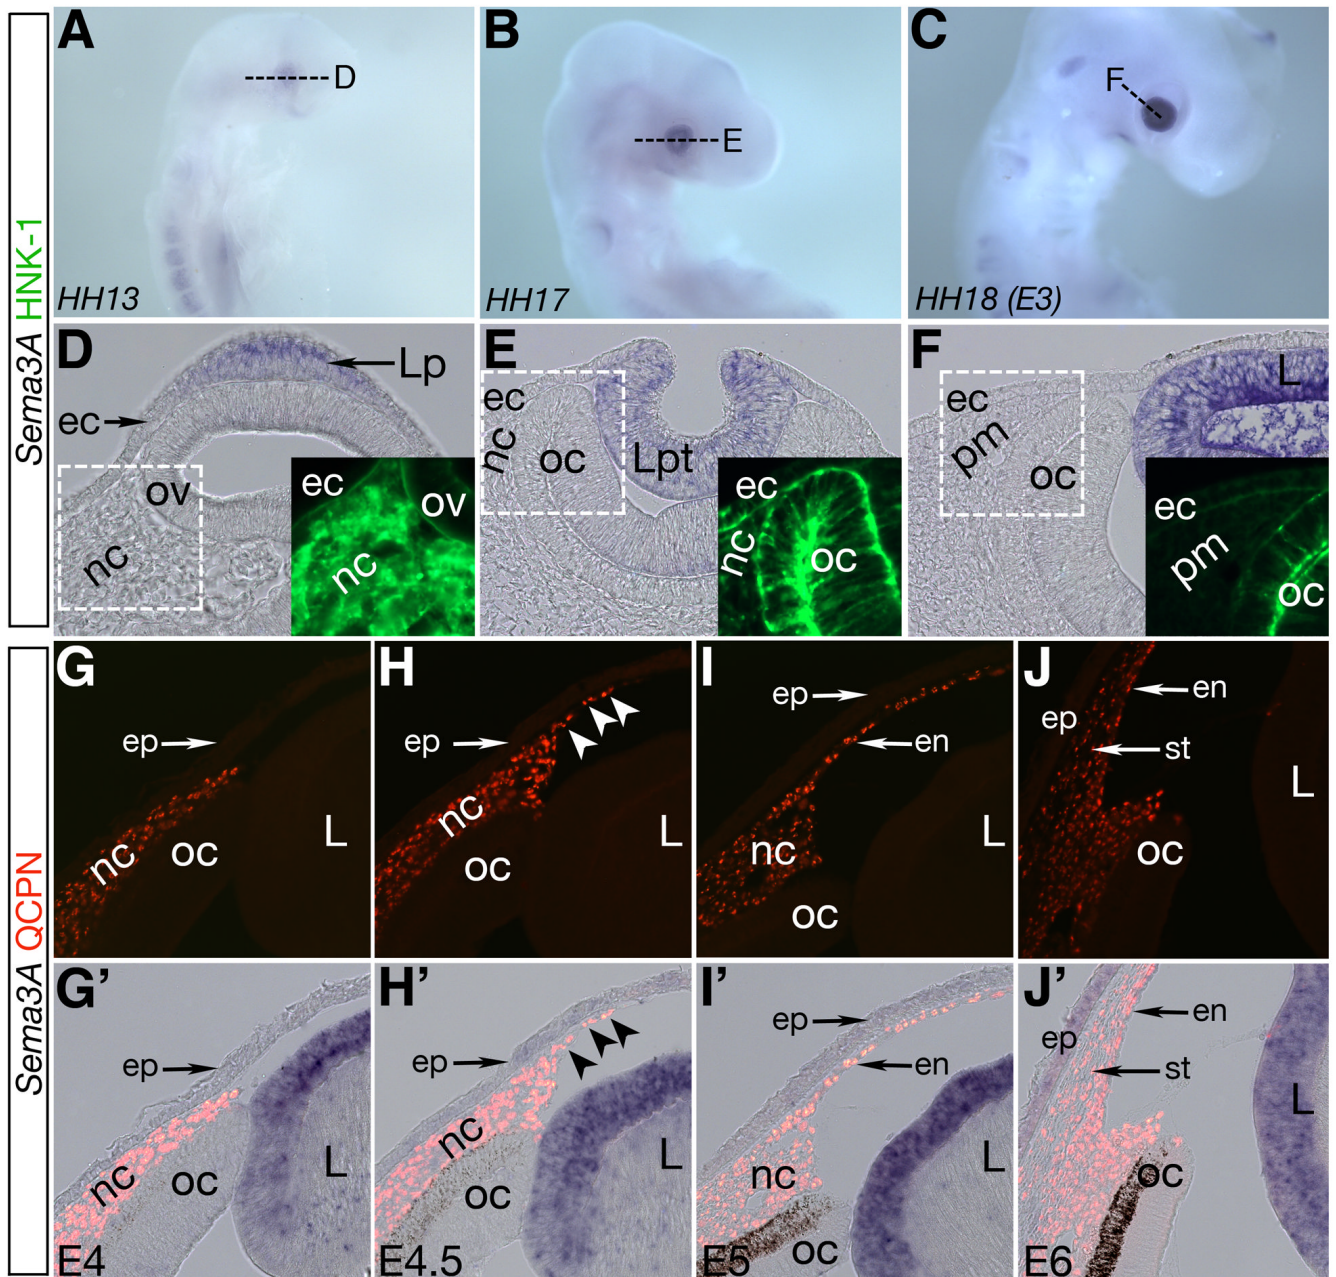 Sema3A HNK-1
A
D
HH13
B
E
HH17
C
F
HH18 (E3)
D
Lp
ec
ov
nc
ec
ov
nc
E
ec
nc
oc
Lpt
ec
nc
oc
F
ec
pm
oc
L
ec
pm
oc
Sema3A QCPN
G
ep
nc
oc
L
H
ep
nc
oc
L
I
ep
en
nc
oc
L
J
en
ep
st
oc
L
G’
ep
nc
oc
L
E4
H’
ep
nc
oc
L
E4.5
I’
ep
en
nc
oc
L
E5
J’
en
ep
st
oc
L
E6